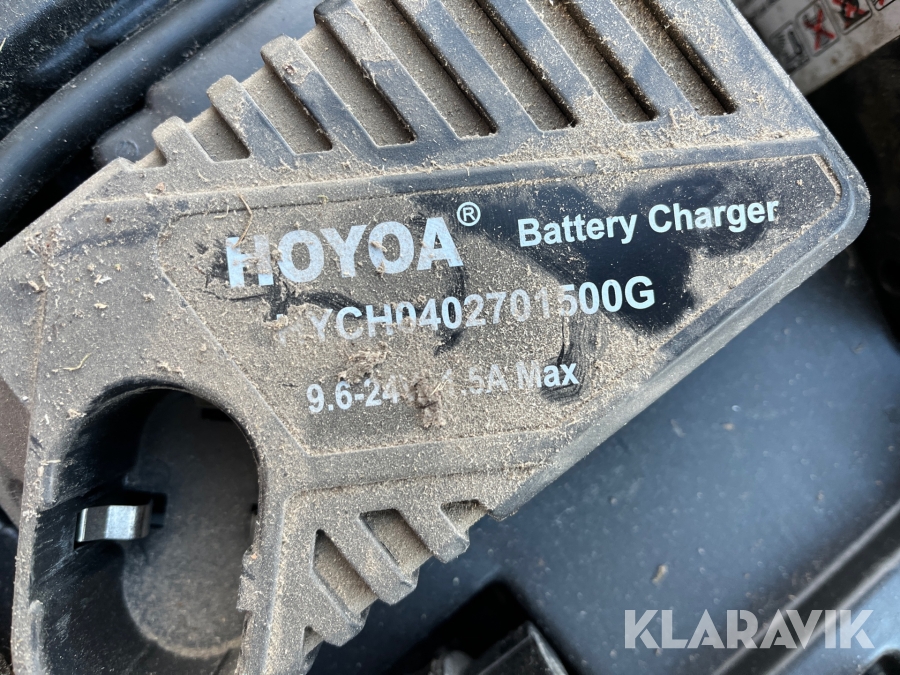 HOYOA® Battery Charger
YCH0402701500G
9.6-24 1.5A Max
KLARAVIK